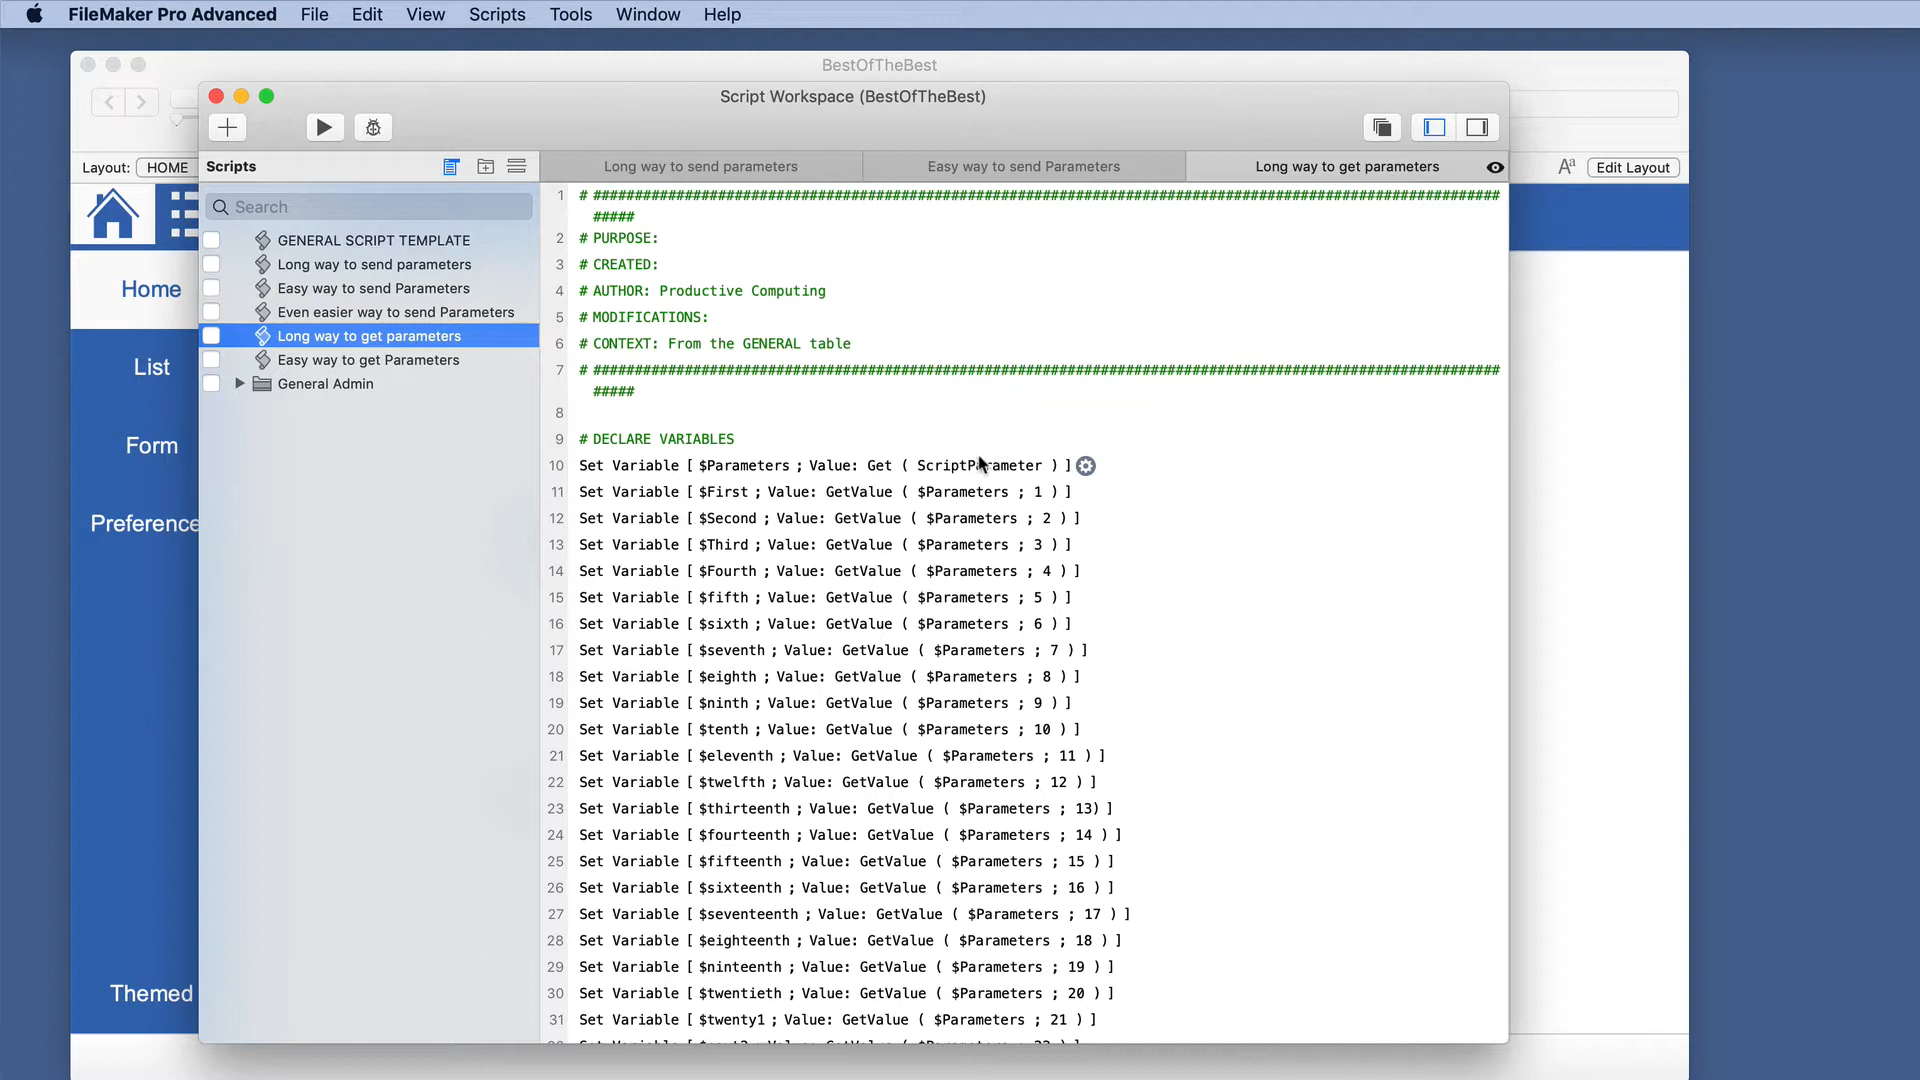 FileMaker Pro Advanced File Edit View Scripts Tools Window Help
BestOfTheBest
Script Workspace (BestOfTheBest)
Layout: HOME
Aa Edit Layout
Scripts
Long way to send parameters
Easy way to send Parameters
Long way to get parameters
Search
GENERAL SCRIPT TEMPLATE
Long way to send parameters
Easy way to send Parameters
Even easier way to send Parameters
Long way to get parameters
Easy way to get Parameters
General Admin
Home
List
Form
Preference
Themed
1 # #############################################################################################################
#####
2 # PURPOSE:
3 # CREATED:
4 # AUTHOR: Productive Computing
5 # MODIFICATIONS:
6 # CONTEXT: From the GENERAL table
7 # #############################################################################################################
#####
8
9 # DECLARE VARIABLES
10 Set Variable [ $Parameters ; Value: Get ( ScriptParameter ) ]
11 Set Variable [ $First ; Value: GetValue ( $Parameters ; 1 ) ]
12 Set Variable [ $Second ; Value: GetValue ( $Parameters ; 2 ) ]
13 Set Variable [ $Third ; Value: GetValue ( $Parameters ; 3 ) ]
14 Set Variable [ $Fourth ; Value: GetValue ( $Parameters ; 4 ) ]
15 Set Variable [ $fifth ; Value: GetValue ( $Parameters ; 5 ) ]
16 Set Variable [ $sixth ; Value: GetValue ( $Parameters ; 6 ) ]
17 Set Variable [ $seventh ; Value: GetValue ( $Parameters ; 7 ) ]
18 Set Variable [ $eighth ; Value: GetValue ( $Parameters ; 8 ) ]
19 Set Variable [ $ninth ; Value: GetValue ( $Parameters ; 9 ) ]
20 Set Variable [ $tenth ; Value: GetValue ( $Parameters ; 10 ) ]
21 Set Variable [ $eleventh ; Value: GetValue ( $Parameters ; 11 ) ]
22 Set Variable [ $twelfth ; Value: GetValue ( $Parameters ; 12 ) ]
23 Set Variable [ $thirteenth ; Value: GetValue ( $Parameters ; 13) ]
24 Set Variable [ $fourteenth ; Value: GetValue ( $Parameters ; 14 ) ]
25 Set Variable [ $fifteenth ; Value: GetValue ( $Parameters ; 15 ) ]
26 Set Variable [ $sixteenth ; Value: GetValue ( $Parameters ; 16 ) ]
27 Set Variable [ $seventeenth ; Value: GetValue ( $Parameters ; 17 ) ]
28 Set Variable [ $eighteenth ; Value: GetValue ( $Parameters ; 18 ) ]
29 Set Variable [ $ninteenth ; Value: GetValue ( $Parameters ; 19 ) ]
30 Set Variable [ $twentieth ; Value: GetValue ( $Parameters ; 20 ) ]
31 Set Variable [ $twenty1 ; Value: GetValue ( $Parameters ; 21 ) ]